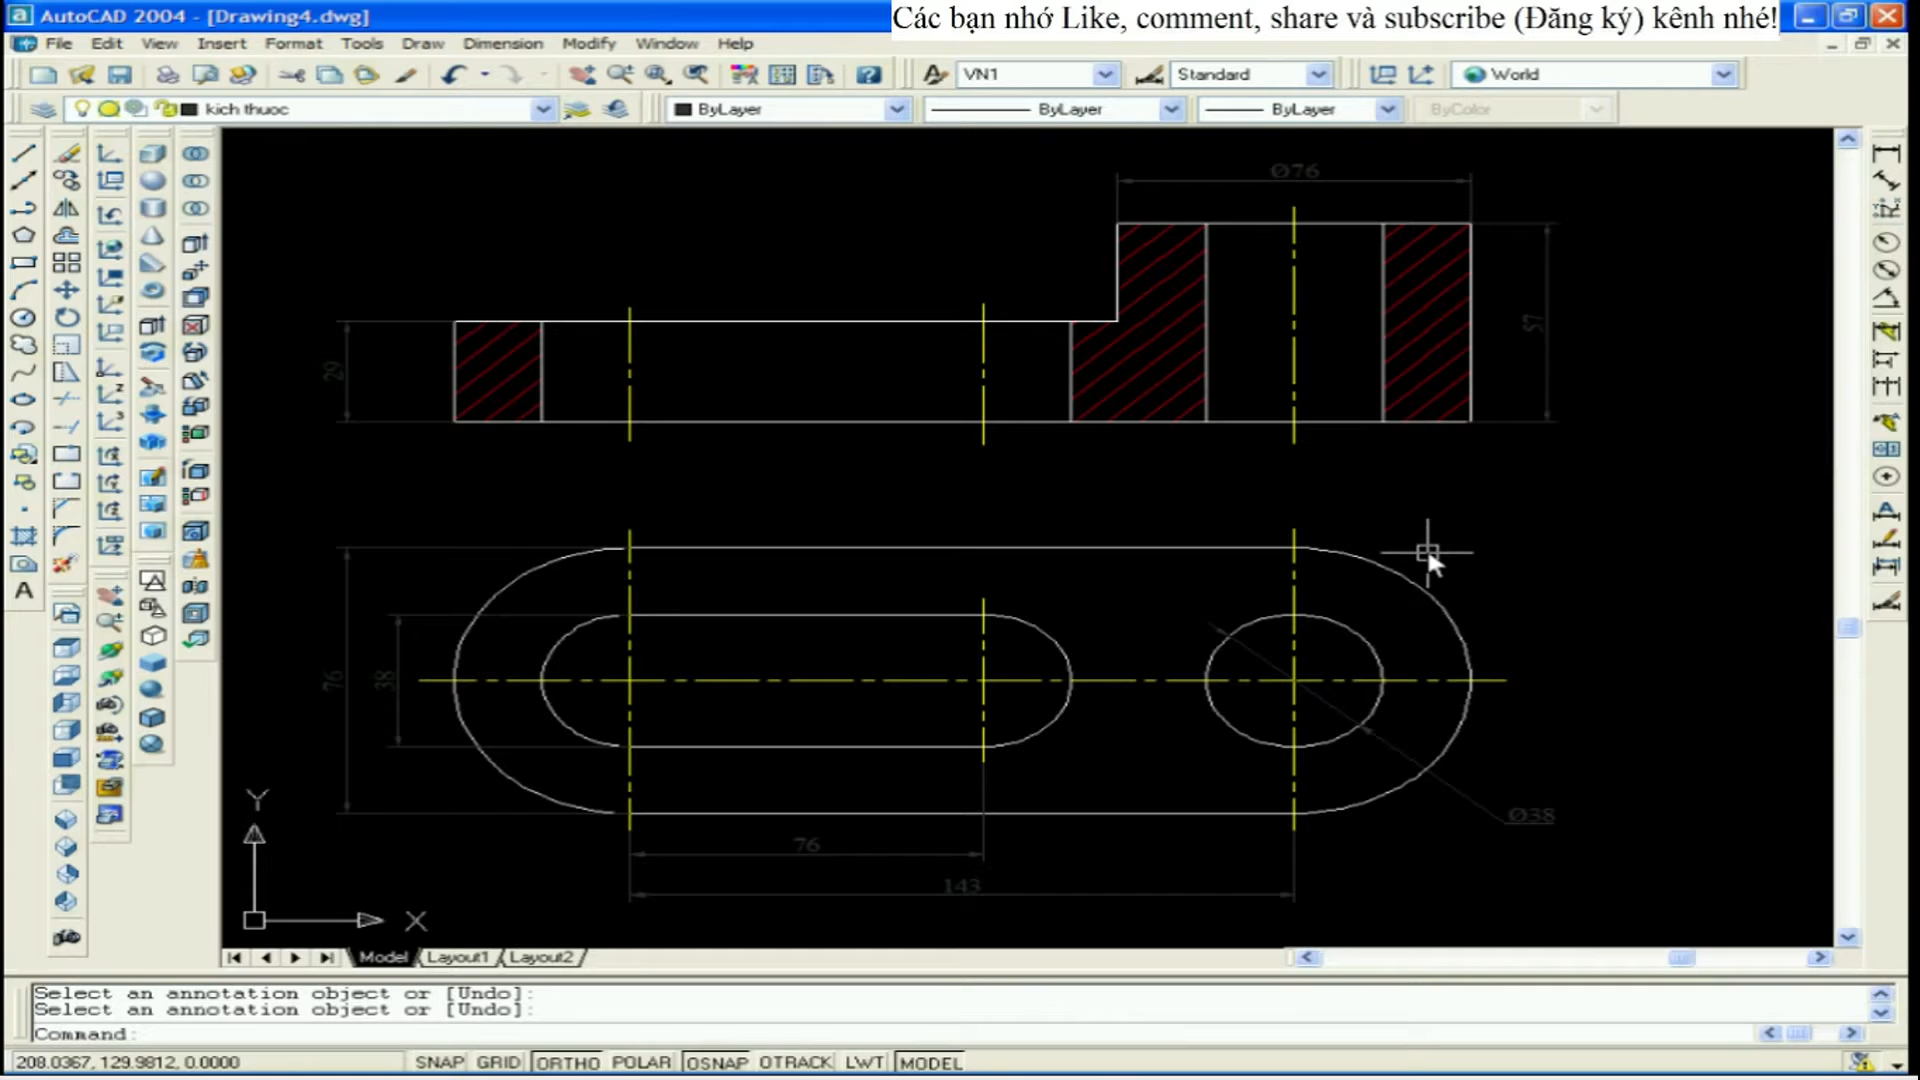 AutoCAD 2004 - [Drawing4.dwg]
Các bạn nhớ Like, comment, share và subscribe (Đăng ký) kênh nhé!
File Edit View Insert Format Tools Draw Dimension Modify Window Help
VN1 Standard World
kich thuoc ByLayer ByLayer ByLayer ByColor
Ø76
57
29
76
38
Ø38
76
143
Y
X
A
Model Layout1 Layout2
Select an annotation object or [Undo]:
Select an annotation object or [Undo]:
Command:
208.0367, 129.9812, 0.0000 SNAP GRID ORTHO POLAR OSNAP OTRACK LWT MODEL